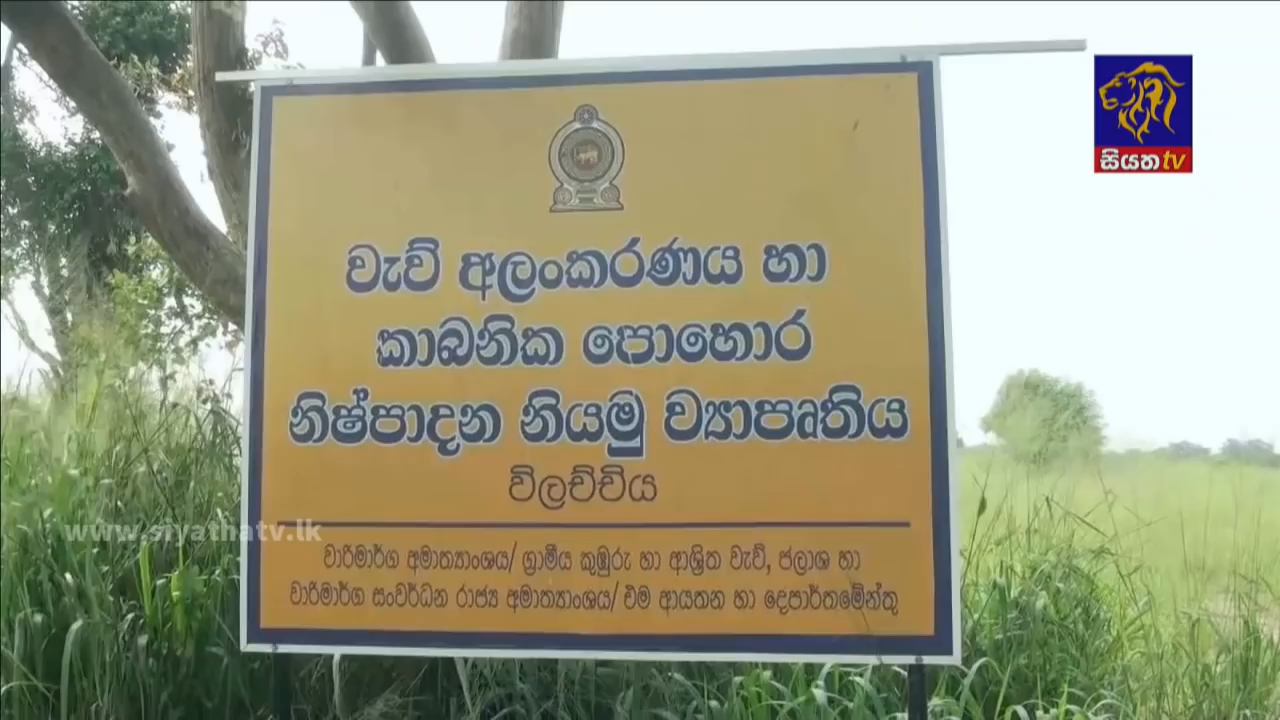 සියත tv
වැව් අලංකරණය හා
කාබනික පොහොර
නිෂ්පාදන නියමු ව්‍යාපෘතිය
විලච්චිය
www.siyathatv.lk
වාරිමාර්ග අමාත්‍යාංශය/ ග්‍රාමීය කුඹුරු හා ආශ්‍රිත වැව්, ජලාශ හා
වාරිමාර්ග සංවර්ධන රාජ්‍ය අමාත්‍යාංශය/ එම ආයතන හා දෙපාර්තමේන්තු